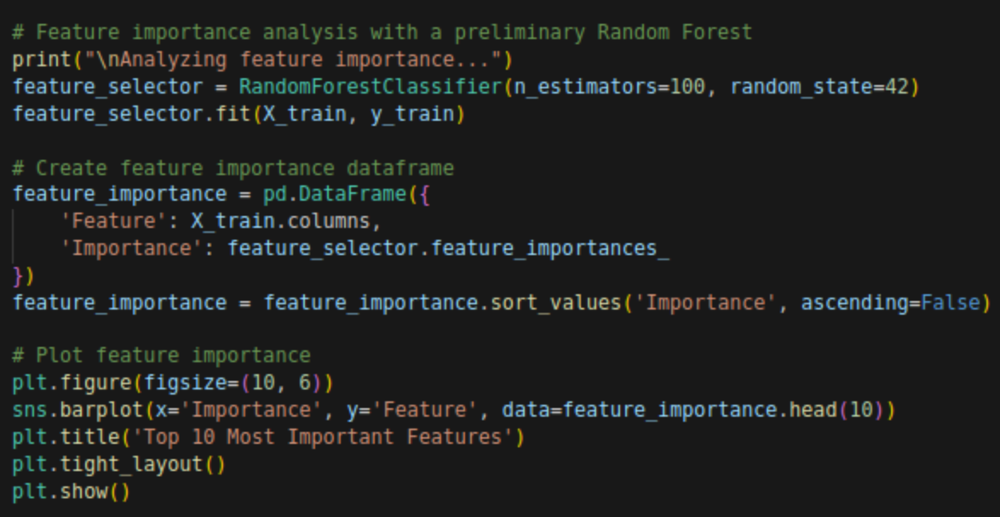 # Feature importance analysis with a preliminary Random Forest
print("\nAnalyzing feature importance...")
feature_selector = RandomForestClassifier(n_estimators=100, random_state=42)
feature_selector.fit(X_train, y_train)

# Create feature importance dataframe
feature_importance = pd.DataFrame({
    'Feature': X_train.columns,
    'Importance': feature_selector.feature_importances_
})
feature_importance = feature_importance.sort_values('Importance', ascending=False)

# Plot feature importance
plt.figure(figsize=(10, 6))
sns.barplot(x='Importance', y='Feature', data=feature_importance.head(10))
plt.title('Top 10 Most Important Features')
plt.tight_layout()
plt.show()